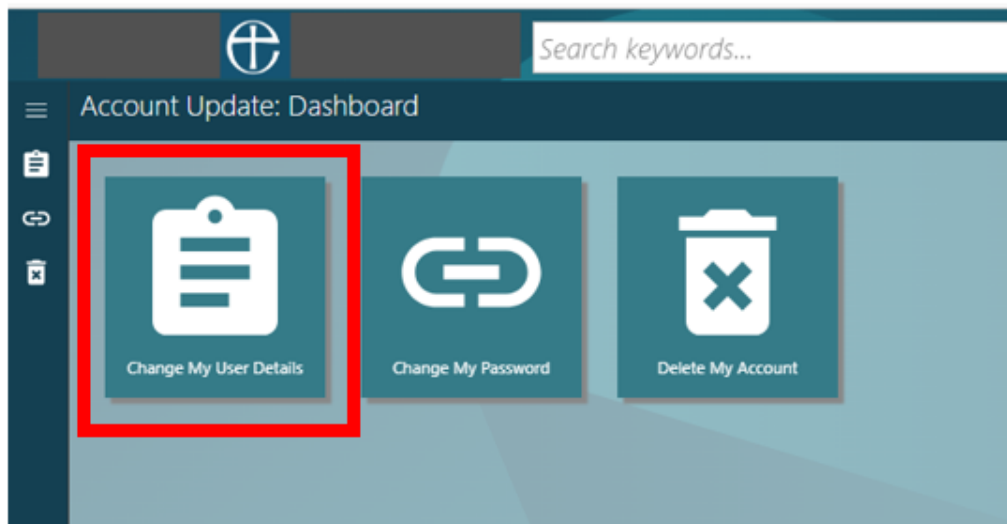 Search keywords...
Account Update: Dashboard
Change My User Details
Change My Password
Delete My Account